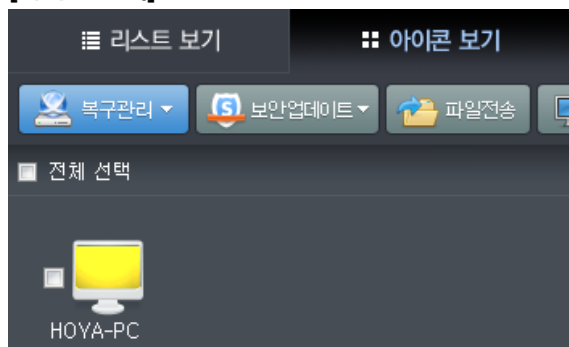 리스트 보기
아이콘 보기
복구관리
보안업데이트
파일전송
전체 선택
HOYA-PC